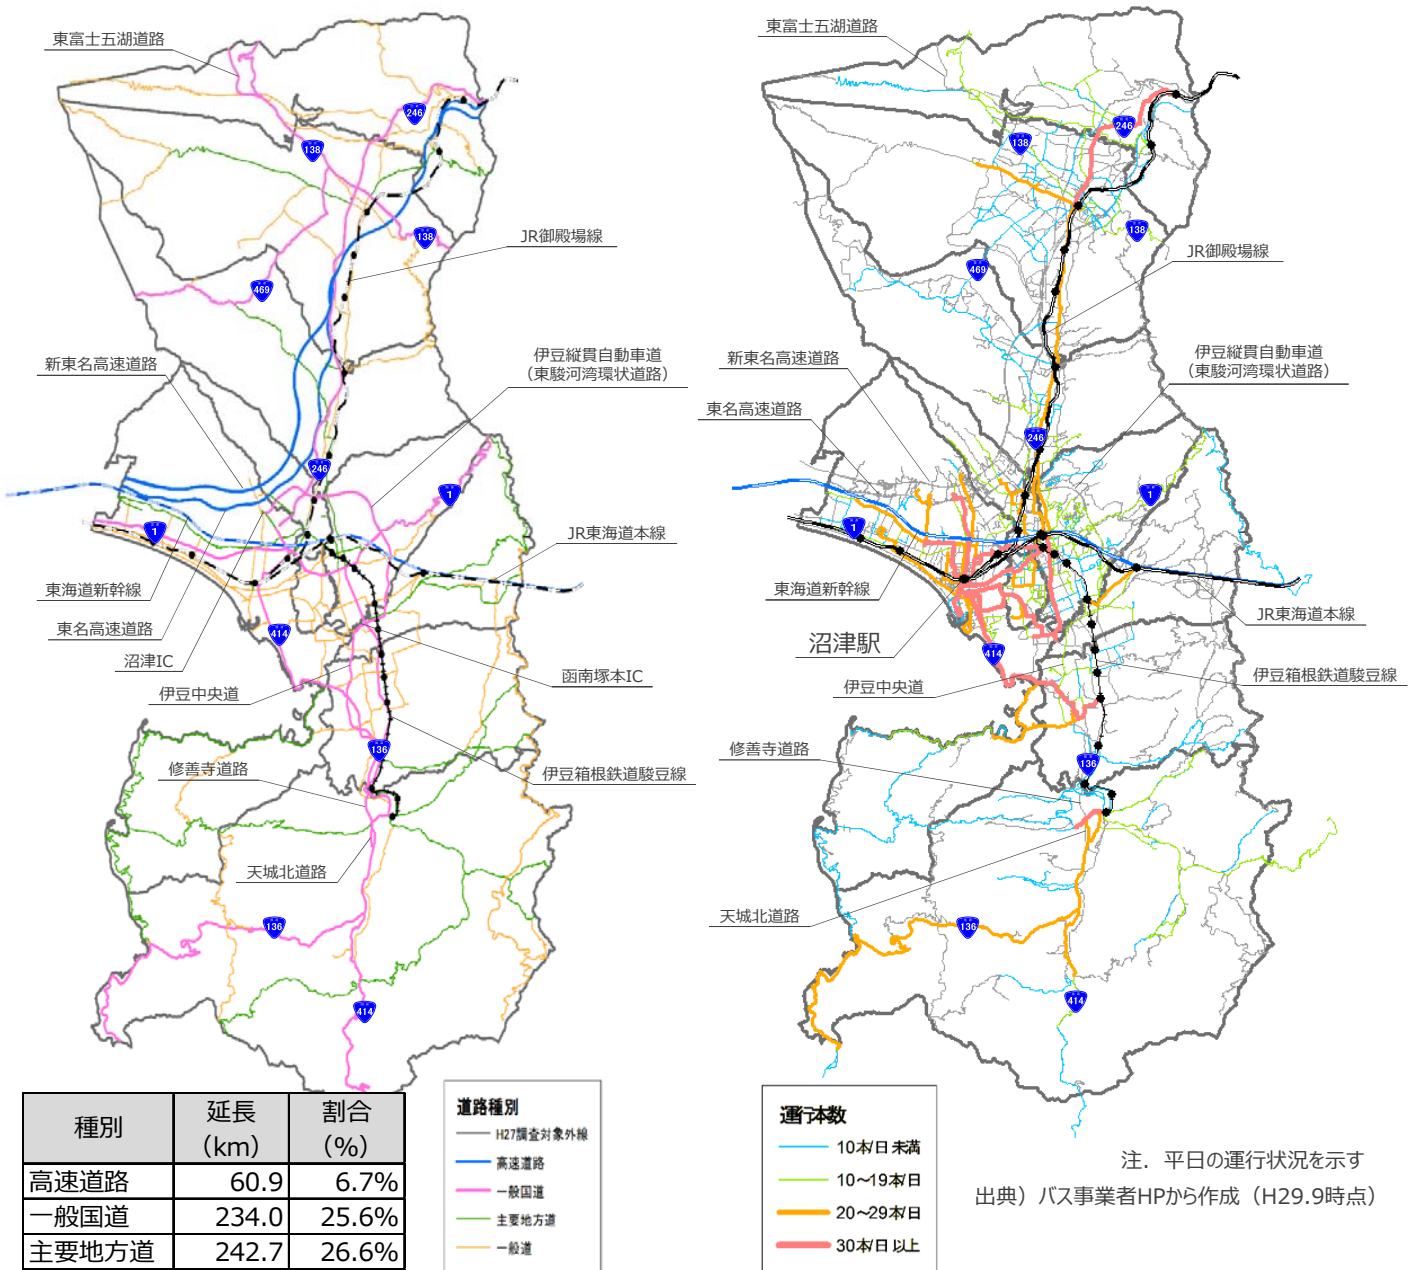 東富士五湖道路
246
138
138
JR御殿場線
469
新東名高速道路
伊豆縦貫自動車道
（東駿河湾環状道路）
246
1
1
JR東海道本線
東海道新幹線
東名高速道路
414
沼津IC
函南塚本IC
伊豆中央道
136
修善寺道路
伊豆箱根鉄道駿豆線
天城北道路
136
414
種別 延長（km） 割合（%）
高速道路 60.9 6.7%
一般国道 234.0 25.6%
主要地方道 242.7 26.6%
道路種別
H27調査対象外線
高速道路
一般国道
主要地方道
一般道
東富士五湖道路
246
138
138
JR御殿場線
469
新東名高速道路
伊豆縦貫自動車道
（東駿河湾環状道路）
東名高速道路
246
1
1
東海道新幹線
JR東海道本線
沼津駅
414
伊豆中央道
伊豆箱根鉄道駿豆線
修善寺道路
136
天城北道路
136
414
運行本数
10本/日未満
10～19本/日
20～29本/日
30本/日以上
注．平日の運行状況を示す
出典）バス事業者HPから作成（H29.9時点）